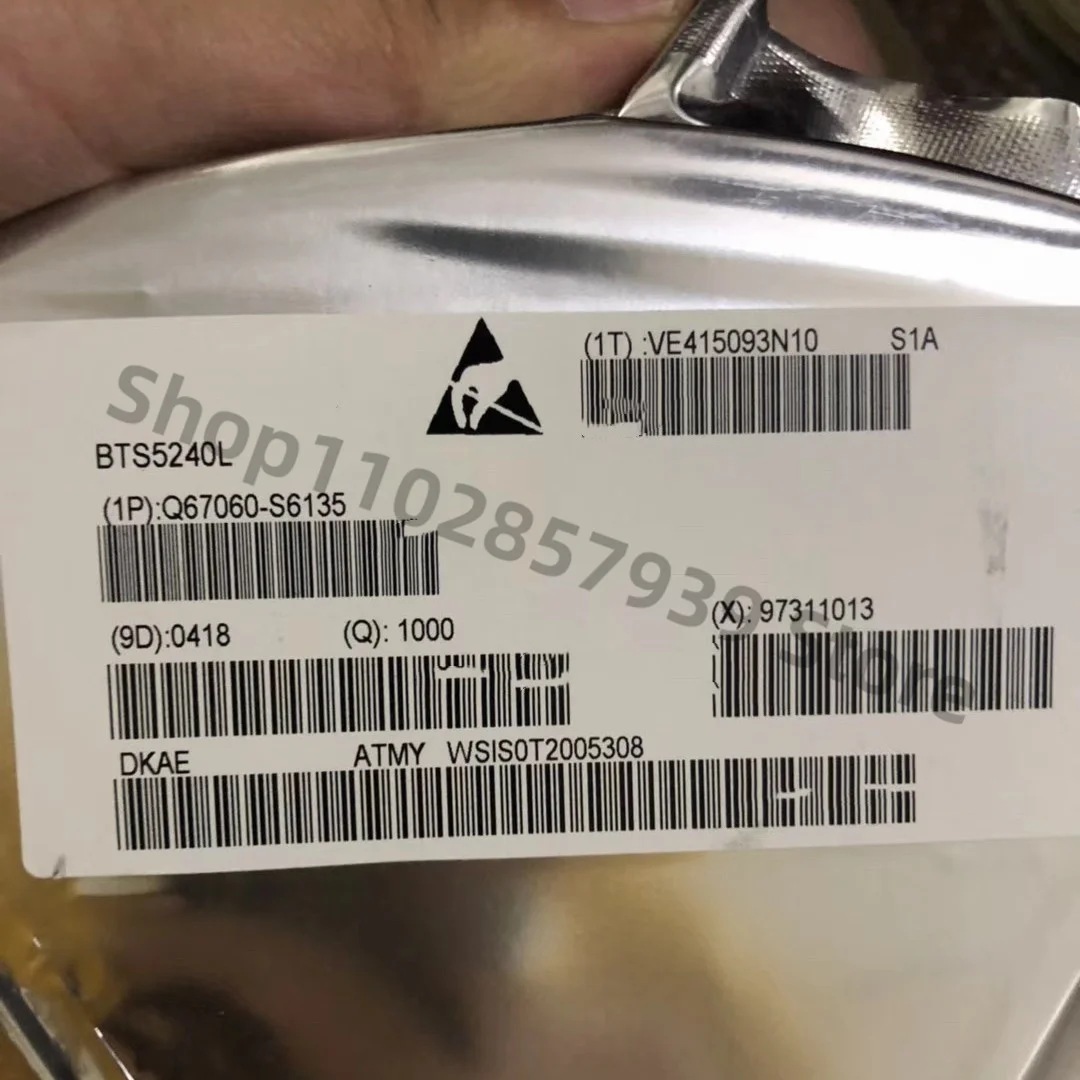 (1T) :VE415093N10 S1A
BTS5240L
(1P):Q67060-S6135
(9D):0418 (Q): 1000
(X): 97311013
DKAE ATMY WSIS0T2005308
Shop1102857939 Store